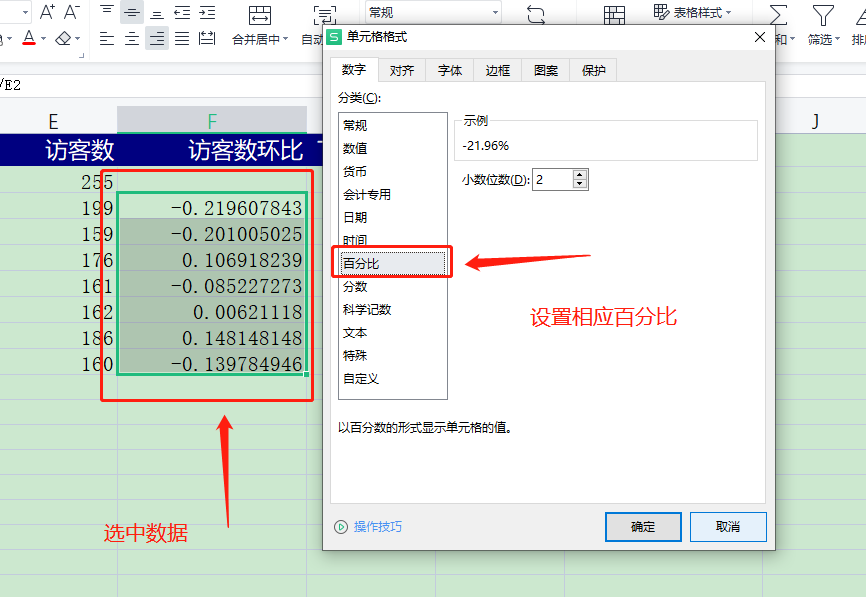 A+ A-
常规
表格样式
A
合并居中
自动
和
筛选
排
/E2
单元格格式
数字 对齐 字体 边框 图案 保护
分类(C):
常规
数值
货币
会计专用
日期
时间
百分比
分数
科学记数
文本
特殊
自定义
示例
-21.96%
小数位数(D): 2
以百分数的形式显示单元格的值。
操作技巧
确定 取消
E F J
访客数 访客数环比
255
199 -0.219607843
159 -0.201005025
176 0.106918239
161 -0.085227273
162 0.00621118
186 0.148148148
160 -0.139784946
设置相应百分比
选中数据